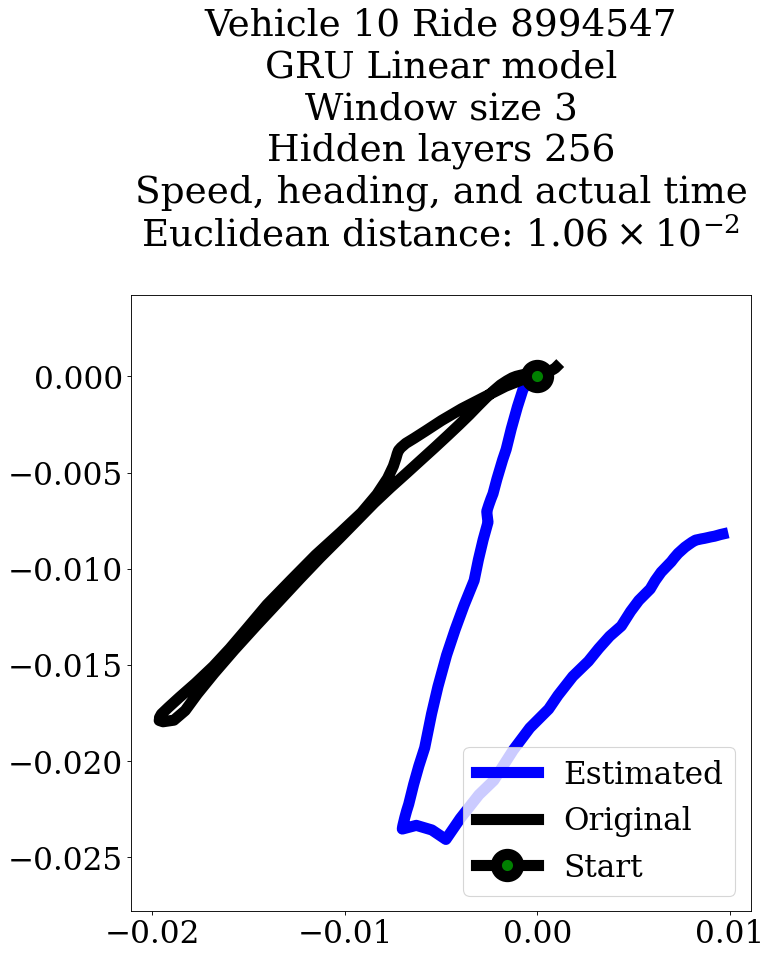 Vehicle 10 Ride 8994547
GRU Linear model
Window size 3
Hidden layers 256
Speed, heading, and actual time
Euclidean distance: 1.06 × 10⁻²
0.000
−0.005
−0.010
−0.015
−0.020
−0.025
Estimated
Original
Start
−0.02 −0.01 0.00 0.01